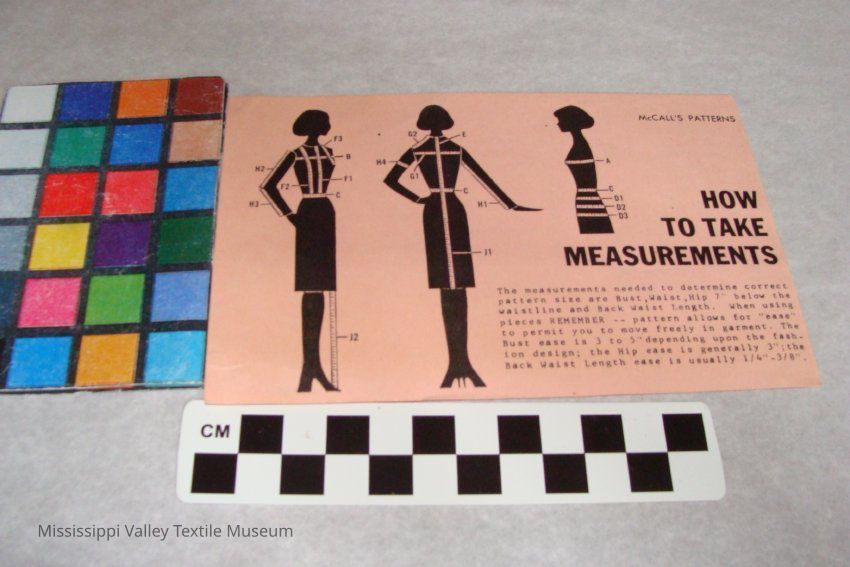 McCALL'S PATTERNS
HOW
TO TAKE
MEASUREMENTS
The measurements needed to determine correct
pattern size are Bust,Waist,Hip 7" below the
waistline and Back Waist Length. When using
pieces REMEMBER -- pattern allows for "ease"
to permit you to move freely in garment. The
Bust ease is 3 to 5"depending upon the fash-
ion design; the Hip ease is generally 3";the
Back Waist Length ease is usually 1/4"-3/8".
F3
B
H2
F1
F2
C
H3
J2
G2
E
H4
G1
C
H1
J1
A
C
D1
D2
D3
CM
Mississippi Valley Textile Museum